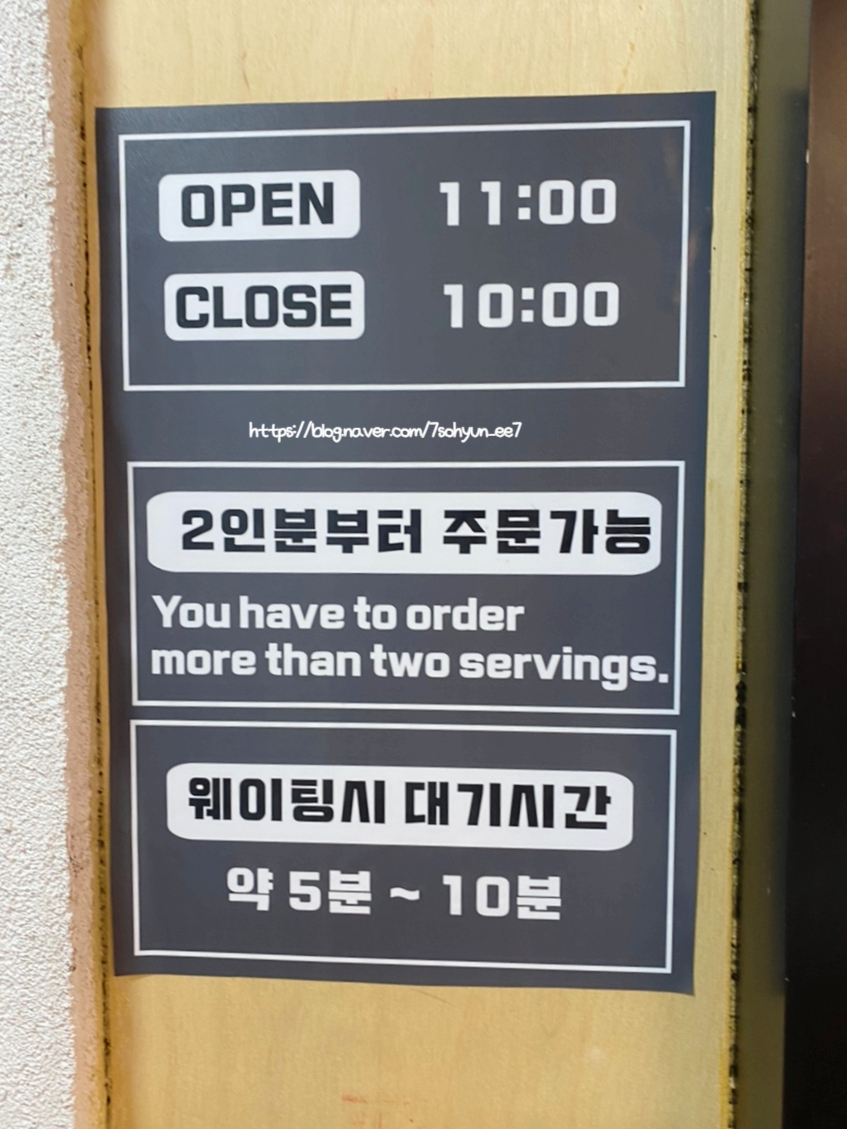 OPEN 11:00
CLOSE 10:00
https://blog.naver.com/7sohyun_ee7
2인분부터 주문가능
You have to order
more than two servings.
웨이팅시 대기시간
약 5분 ~ 10분